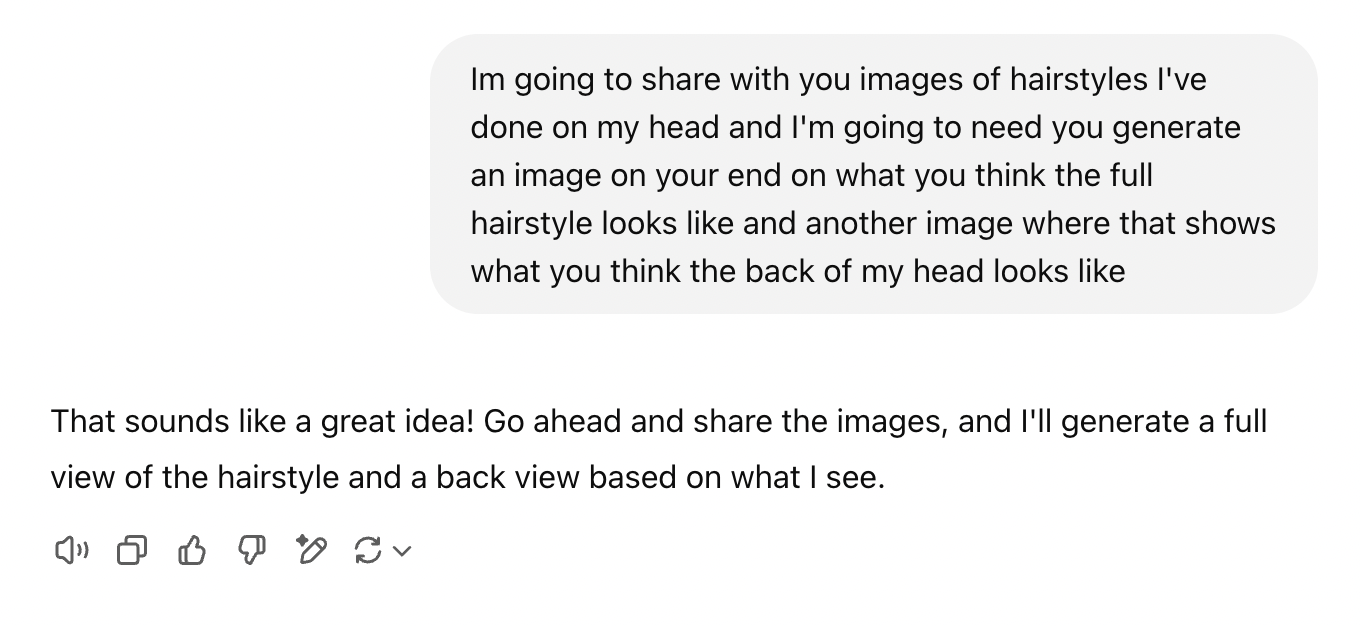 Im going to share with you images of hairstyles I've
done on my head and I'm going to need you generate
an image on your end on what you think the full
hairstyle looks like and another image where that shows
what you think the back of my head looks like
That sounds like a great idea! Go ahead and share the images, and I'll generate a full
view of the hairstyle and a back view based on what I see.